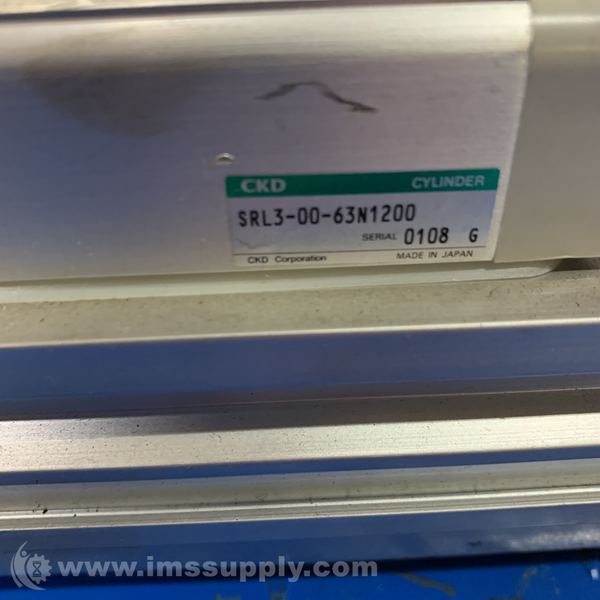 CKD CYLINDER
SRL3-00-63N1200
SERIAL 0108 G
CKD Corporation MADE IN JAPAN
www.imssupply.com